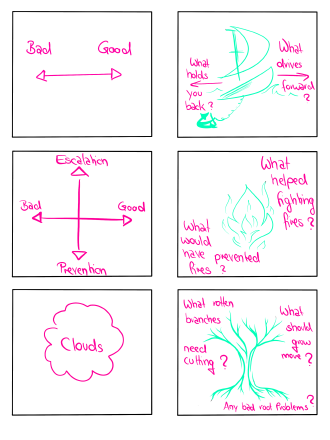 Bad Good
What
holds
you
back?
What
drives
forward
?
Escalation
Bad Good
Prevention
What
helped
fighting
fires?
What
would
have prevented
fires?
Clouds
What rotten
branches
need
cutting?
What
should
grow
more?
Any bad root problems?